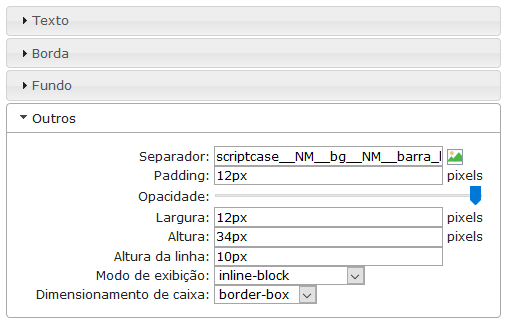 Texto
Borda
Fundo
Outros
Separador: scriptcase__NM__bg__NM__barra_
Padding: 12px pixels
Opacidade:
Largura: 12px pixels
Altura: 34px pixels
Altura da linha: 10px
Modo de exibição: inline-block
Dimensionamento de caixa: border-box